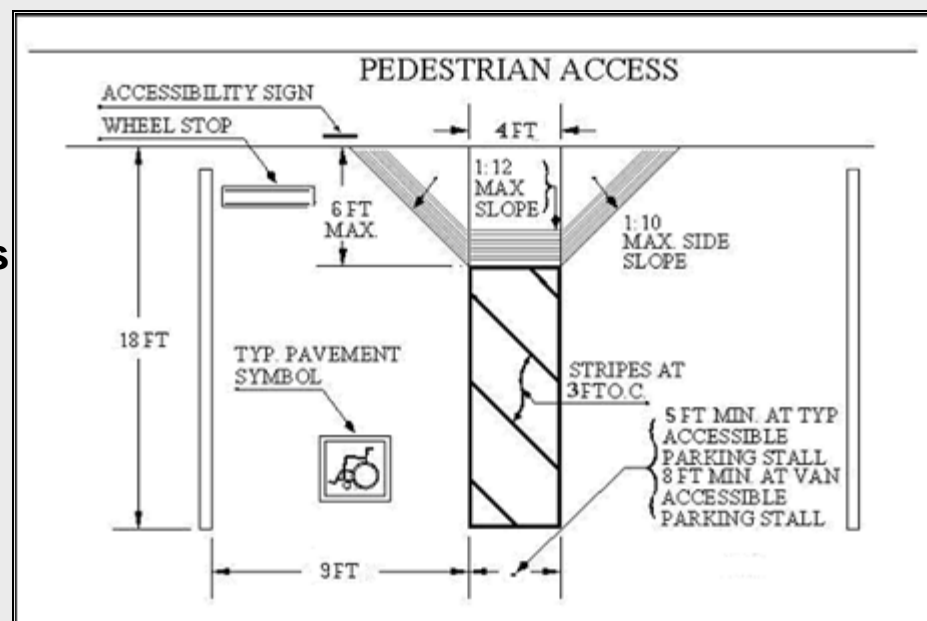 PEDESTRIAN ACCESS
ACCESSIBILITY SIGN
WHEEL STOP
4 FT
1:12
MAX
SLOPE
6 FT
MAX.
1:10
MAX. SIDE
SLOPE
s
18 FT
TYP. PAVEMENT
SYMBOL
STRIPES AT
3 FT O.C.
5 FT MIN. AT TYP
ACCESSIBLE
PARKING STALL
8 FT MIN. AT VAN
ACCESSIBLE
PARKING STALL
9 FT